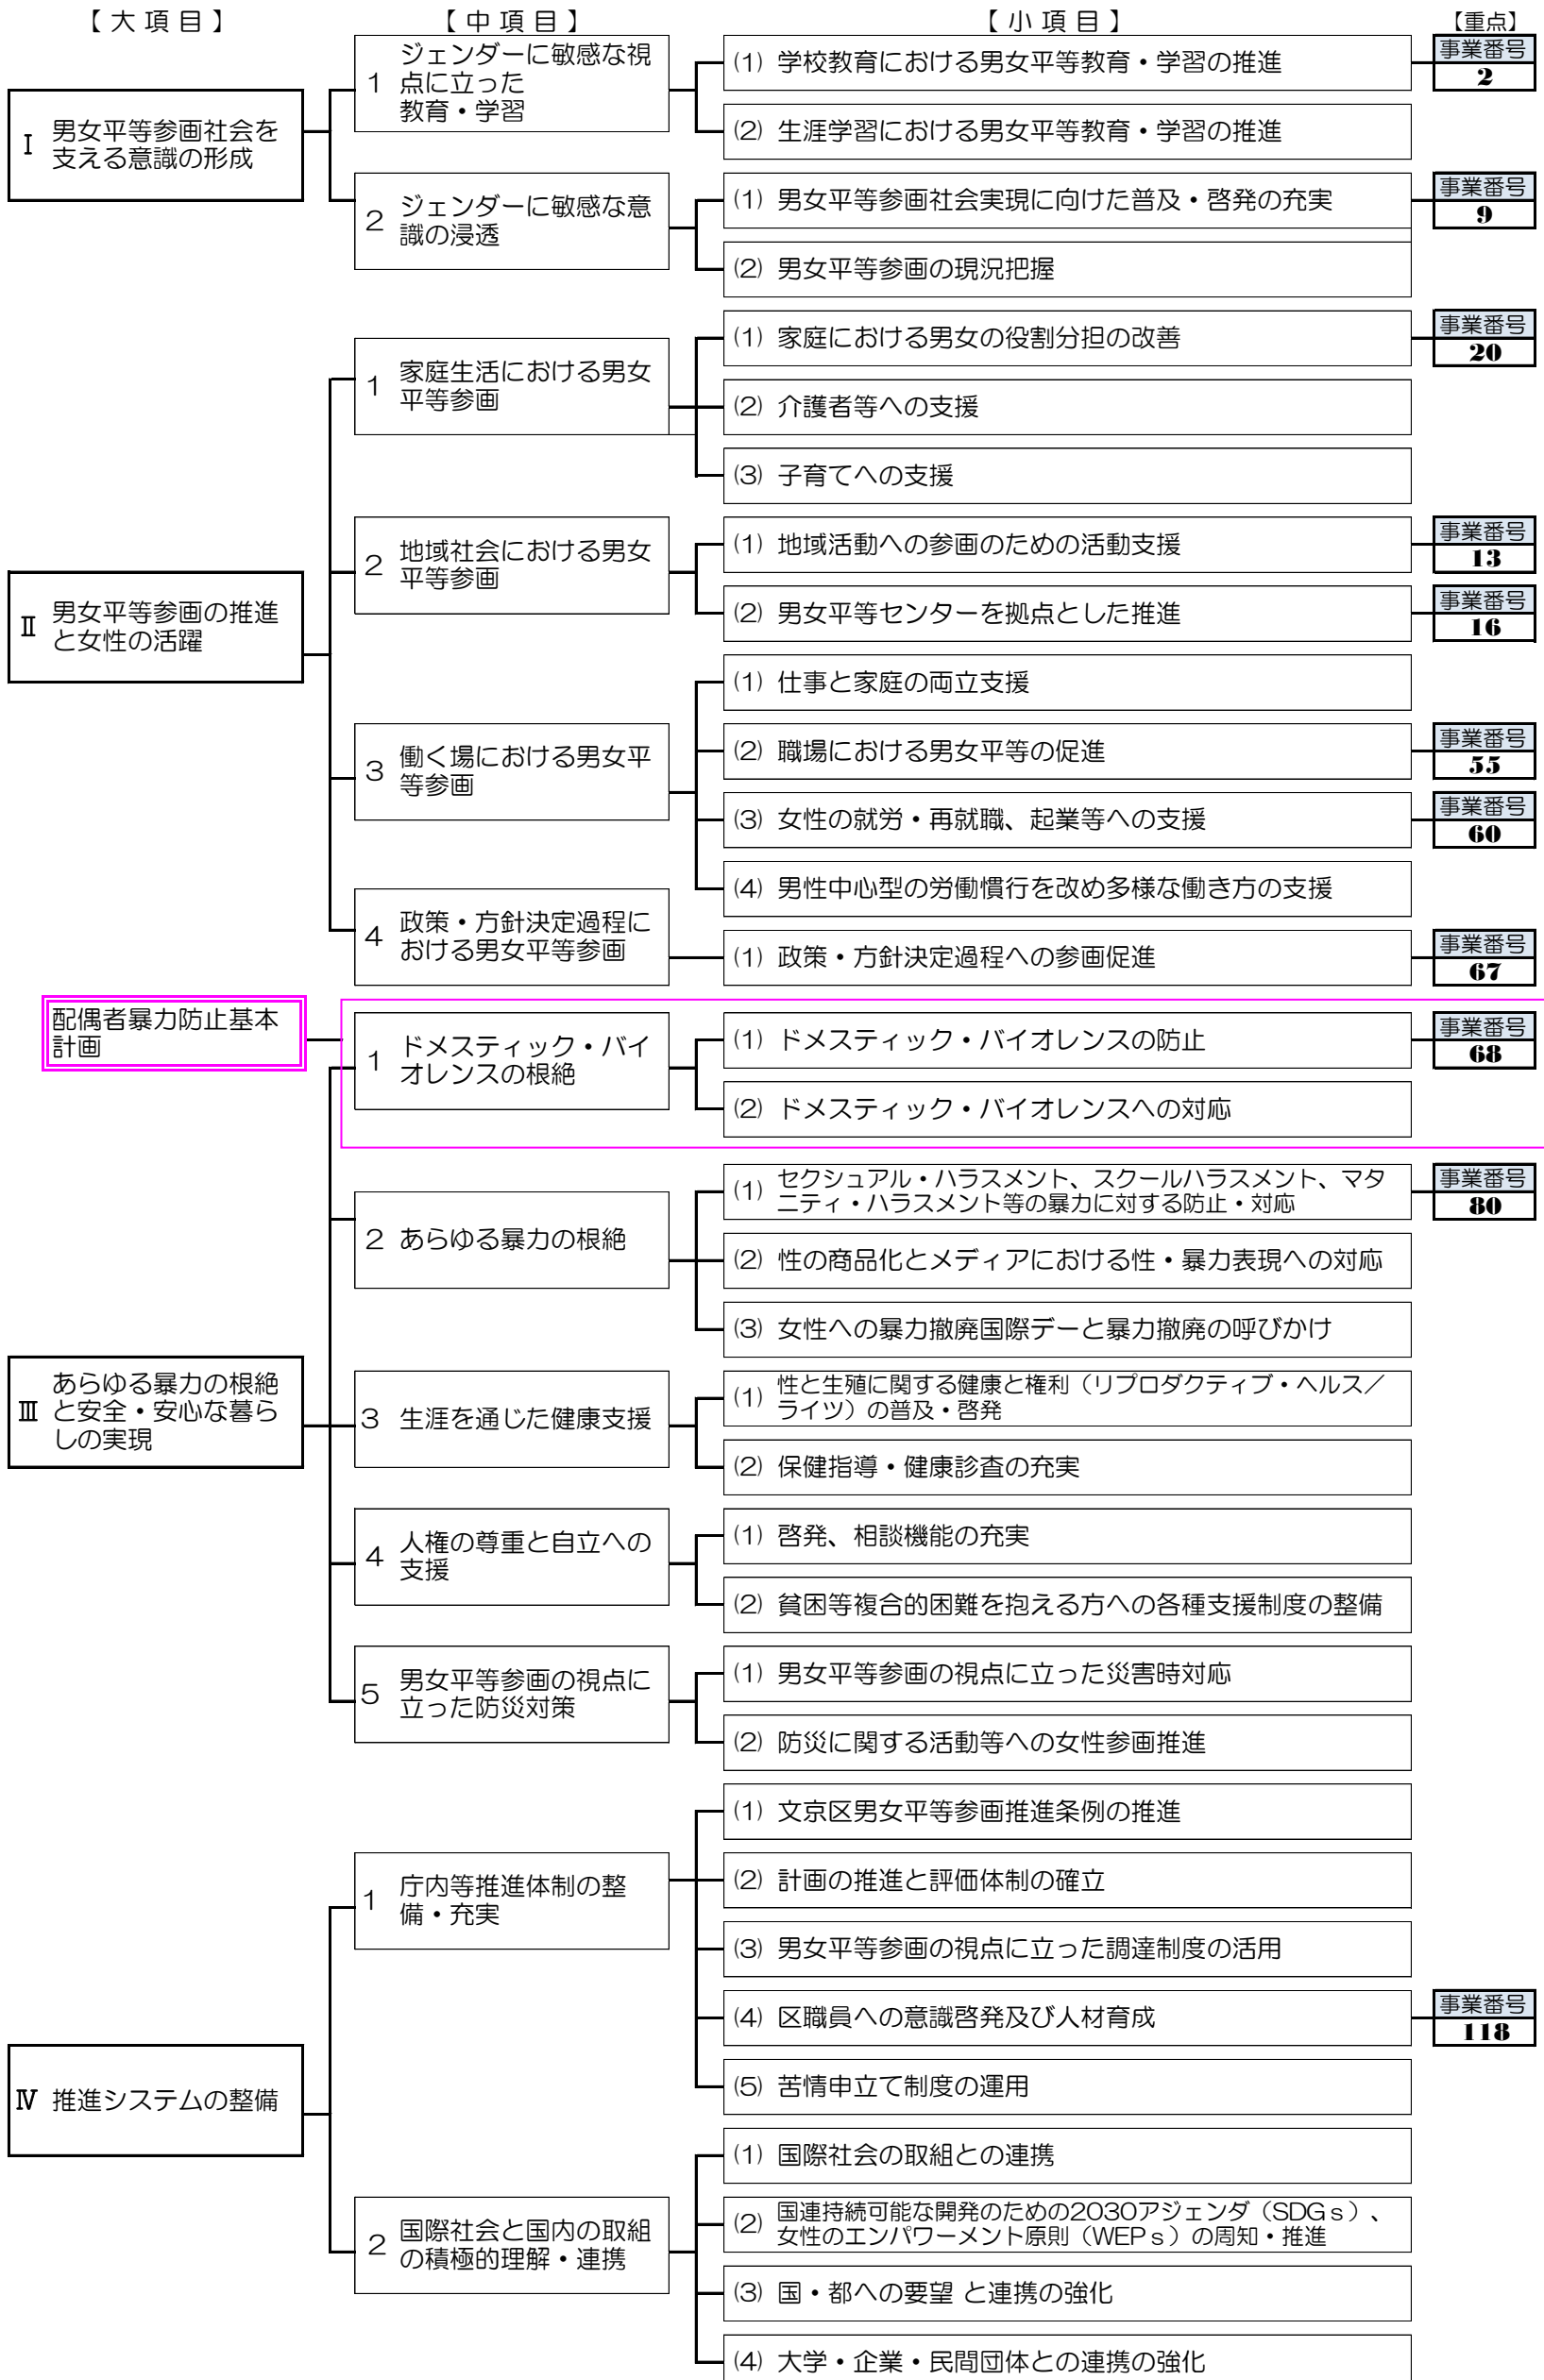 【 大 項 目 】
【 中 項 目 】
【 小 項 目 】
【重点】
Ⅰ 男女平等参画社会を
支える意識の形成
1 ジェンダーに敏感な視
点に立った
教育・学習
(1) 学校教育における男女平等教育・学習の推進
事業番号
2
(2) 生涯学習における男女平等教育・学習の推進
2 ジェンダーに敏感な意
識の浸透
(1) 男女平等参画社会実現に向けた普及・啓発の充実
事業番号
9
(2) 男女平等参画の現況把握
Ⅱ 男女平等参画の推進
と女性の活躍
1 家庭生活における男女
平等参画
(1) 家庭における男女の役割分担の改善
事業番号
20
(2) 介護者等への支援
(3) 子育てへの支援
2 地域社会における男女
平等参画
(1) 地域活動への参画のための活動支援
事業番号
13
(2) 男女平等センターを拠点とした推進
事業番号
16
3 働く場における男女平
等参画
(1) 仕事と家庭の両立支援
(2) 職場における男女平等の促進
事業番号
55
(3) 女性の就労・再就職、起業等への支援
事業番号
60
(4) 男性中心型の労働慣行を改め多様な働き方の支援
4 政策・方針決定過程に
おける男女平等参画
(1) 政策・方針決定過程への参画促進
事業番号
67
配偶者暴力防止基本
計画
1 ドメスティック・バイ
オレンスの根絶
(1) ドメスティック・バイオレンスの防止
事業番号
68
(2) ドメスティック・バイオレンスへの対応
Ⅲ あらゆる暴力の根絶
と安全・安心な暮ら
しの実現
2 あらゆる暴力の根絶
(1) セクシュアル・ハラスメント、スクールハラスメント、マタ
ニティ・ハラスメント等の暴力に対する防止・対応
事業番号
80
(2) 性の商品化とメディアにおける性・暴力表現への対応
(3) 女性への暴力撤廃国際デーと暴力撤廃の呼びかけ
3 生涯を通じた健康支援
(1) 性と生殖に関する健康と権利（リプロダクティブ・ヘルス／
ライツ）の普及・啓発
(2) 保健指導・健康診査の充実
4 人権の尊重と自立への
支援
(1) 啓発、相談機能の充実
(2) 貧困等複合的困難を抱える方への各種支援制度の整備
5 男女平等参画の視点に
立った防災対策
(1) 男女平等参画の視点に立った災害時対応
(2) 防災に関する活動等への女性参画推進
Ⅳ 推進システムの整備
1 庁内等推進体制の整
備・充実
(1) 文京区男女平等参画推進条例の推進
(2) 計画の推進と評価体制の確立
(3) 男女平等参画の視点に立った調達制度の活用
(4) 区職員への意識啓発及び人材育成
事業番号
118
(5) 苦情申立て制度の運用
2 国際社会と国内の取組
の積極的理解・連携
(1) 国際社会の取組との連携
(2) 国連持続可能な開発のための2030アジェンダ（SDGｓ）、
女性のエンパワーメント原則（WEPｓ）の周知・推進
(3) 国・都への要望 と連携の強化
(4) 大学・企業・民間団体との連携の強化